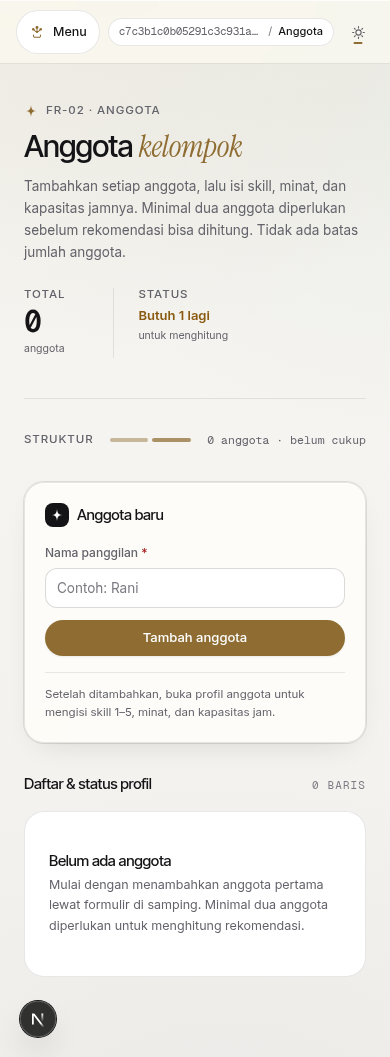 Menu
c7c3b1c0b05291c3c931a… / Anggota
FR-02 · ANGGOTA
Anggota kelompok
Tambahkan setiap anggota, lalu isi skill, minat, dan
kapasitas jamnya. Minimal dua anggota diperlukan
sebelum rekomendasi bisa dihitung. Tidak ada batas
jumlah anggota.
TOTAL
0
anggota
STATUS
Butuh 1 lagi
untuk menghitung
STRUKTUR
0 anggota · belum cukup
Anggota baru
Nama panggilan *
Contoh: Rani
Tambah anggota
Setelah ditambahkan, buka profil anggota untuk
mengisi skill 1–5, minat, dan kapasitas jam.
Daftar & status profil
0 BARIS
Belum ada anggota
Mulai dengan menambahkan anggota pertama
lewat formulir di samping. Minimal dua anggota
diperlukan untuk menghitung rekomendasi.
N